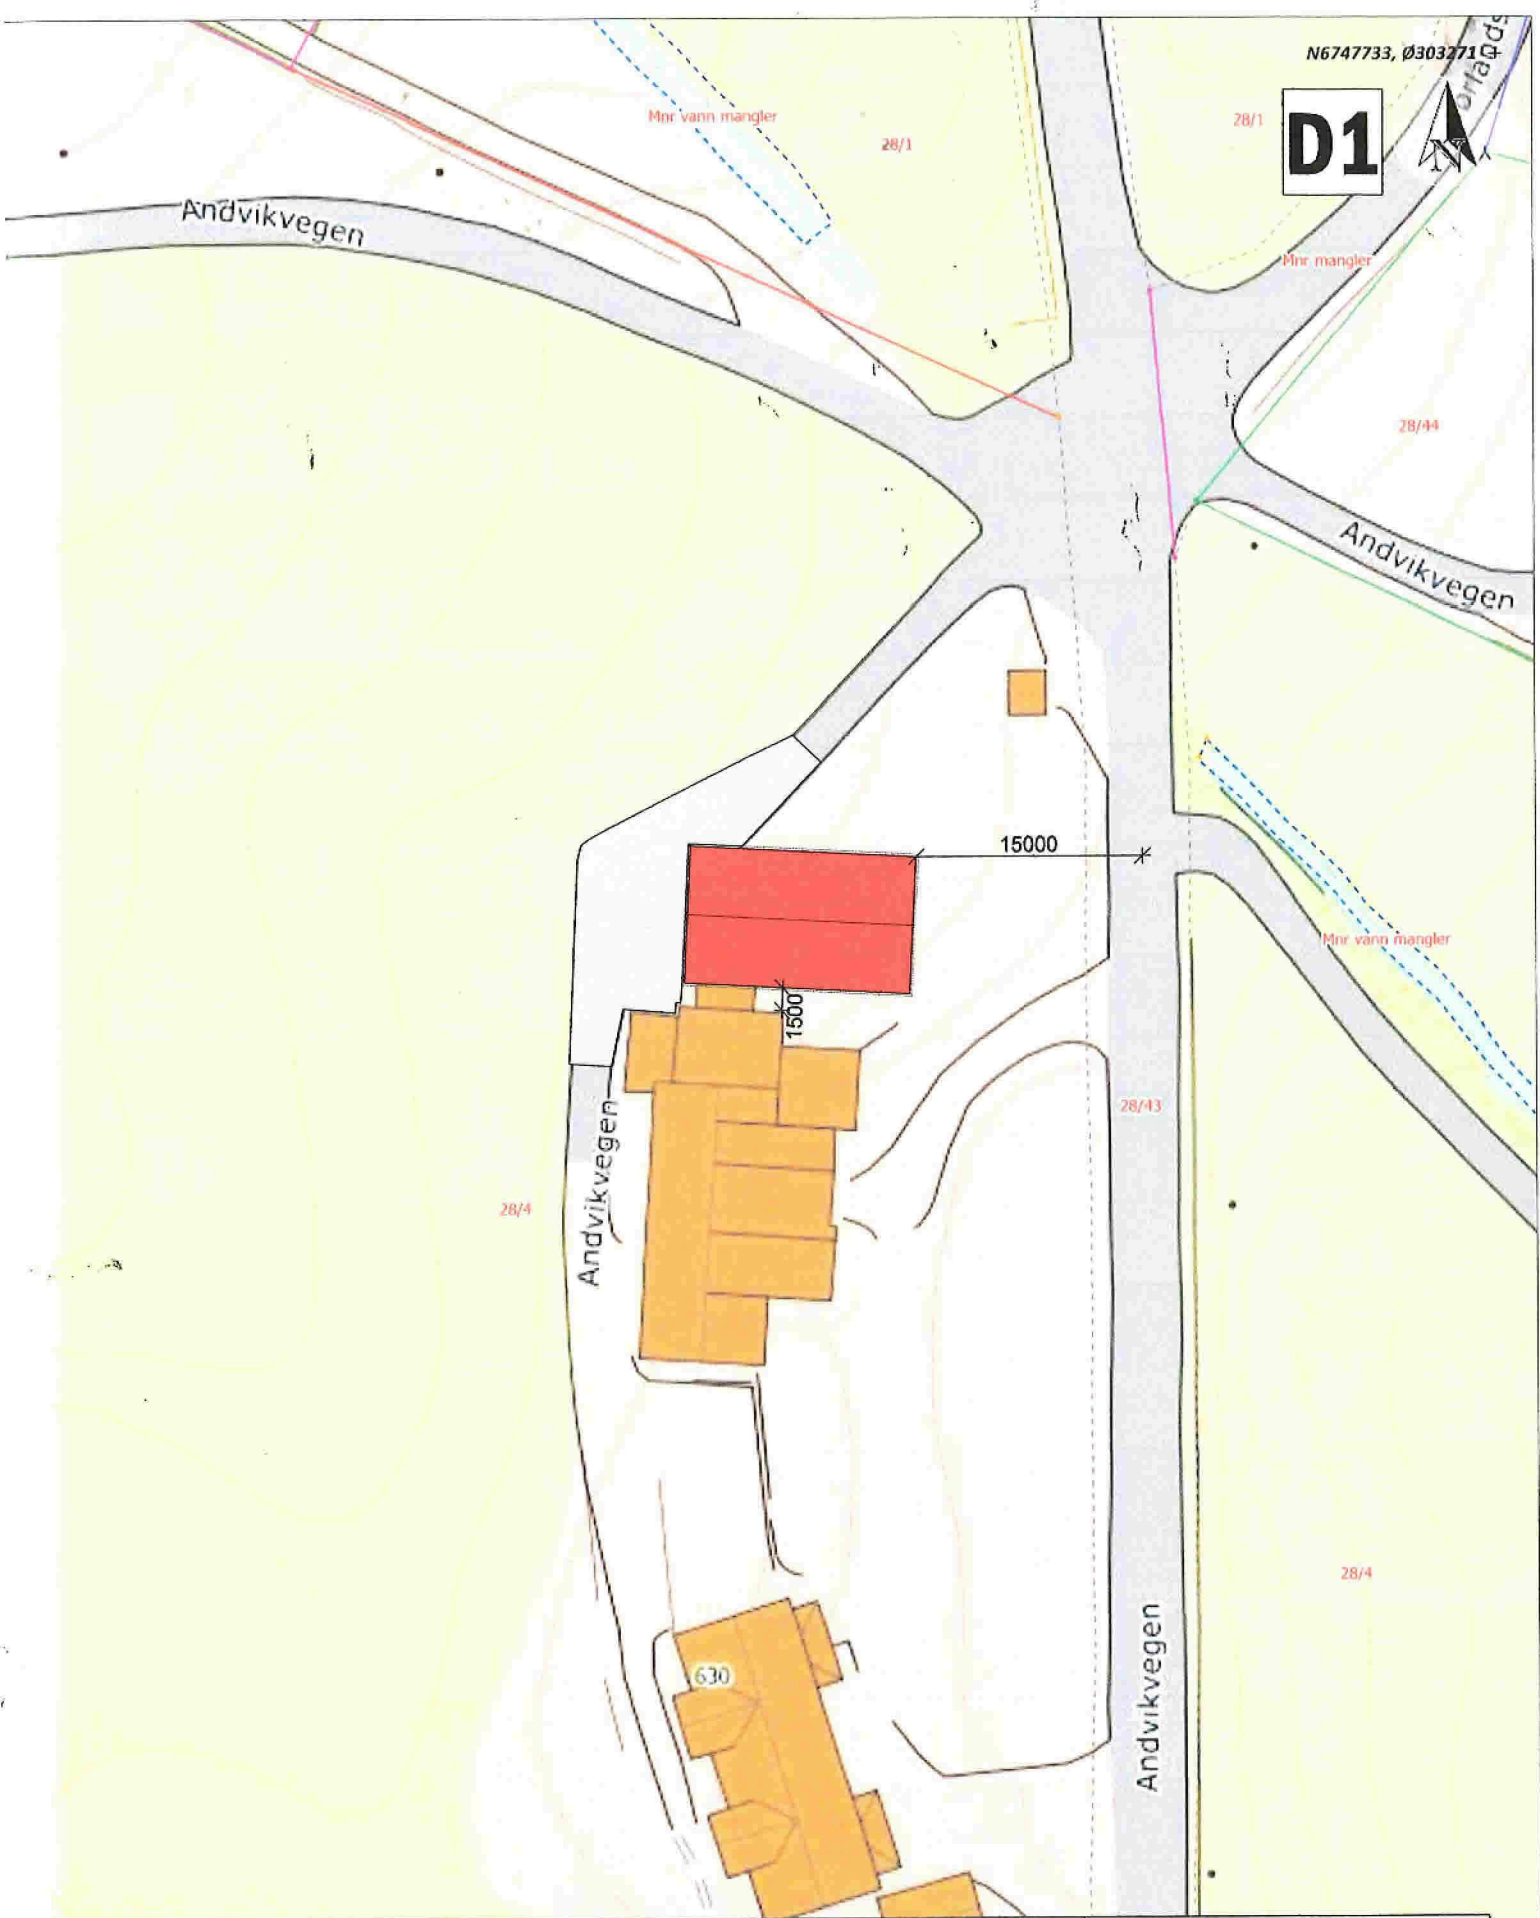 N6747733, Ø303271
orlands
D1
N
Mnr vann mangler
28/1
28/1
Andvikvegen
Mnr mangler
28/44
Andvikvegen
15000
Mnr vann mangler
1500
28/43
Andvikvegen
28/4
28/4
630
Andvikvegen